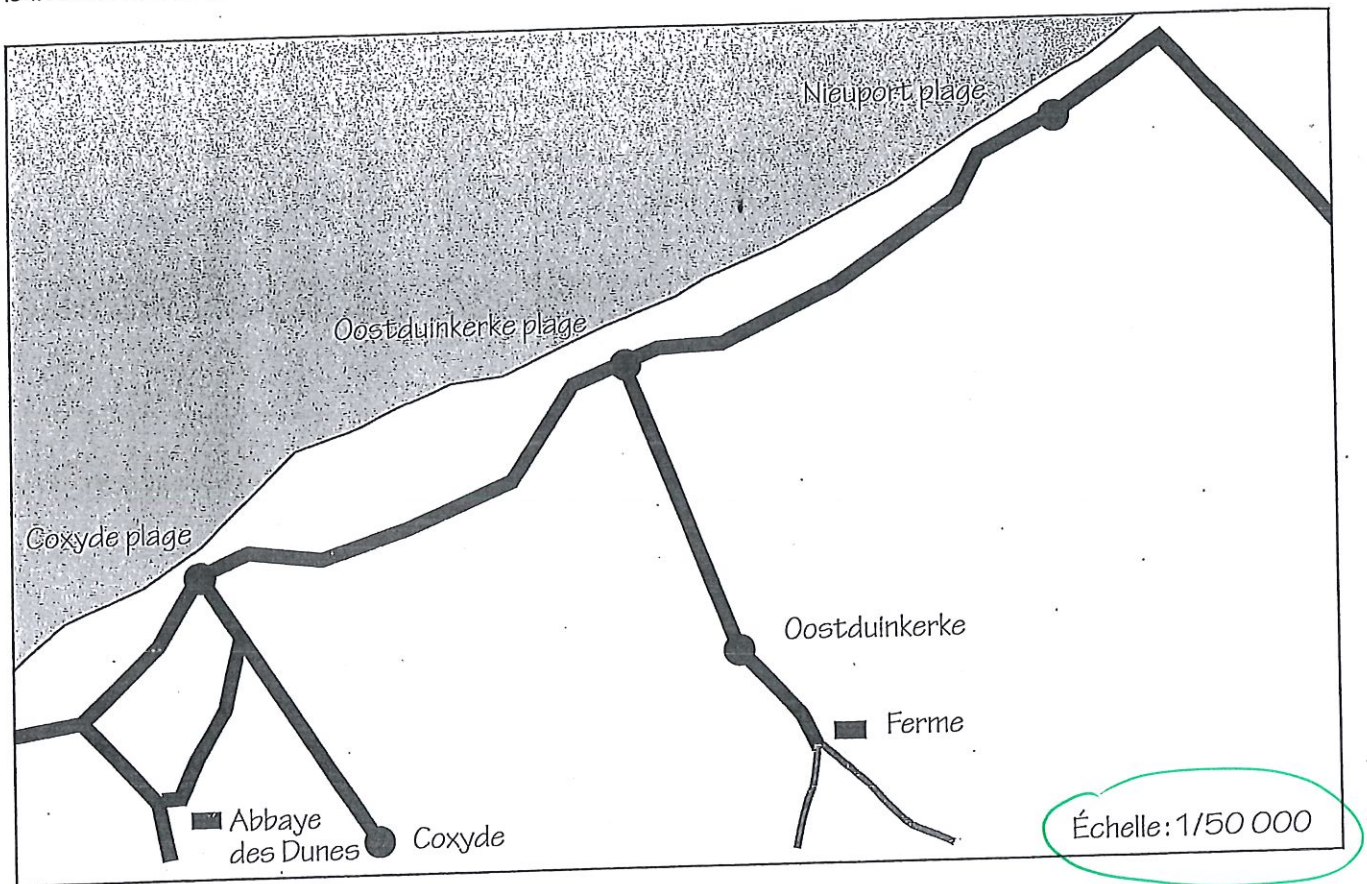 Nieuport plage
Oostduinkerke plage
Coxyde plage
Oostduinkerke
Ferme
Abbaye
des Dunes
Coxyde
Échelle: 1/50 000